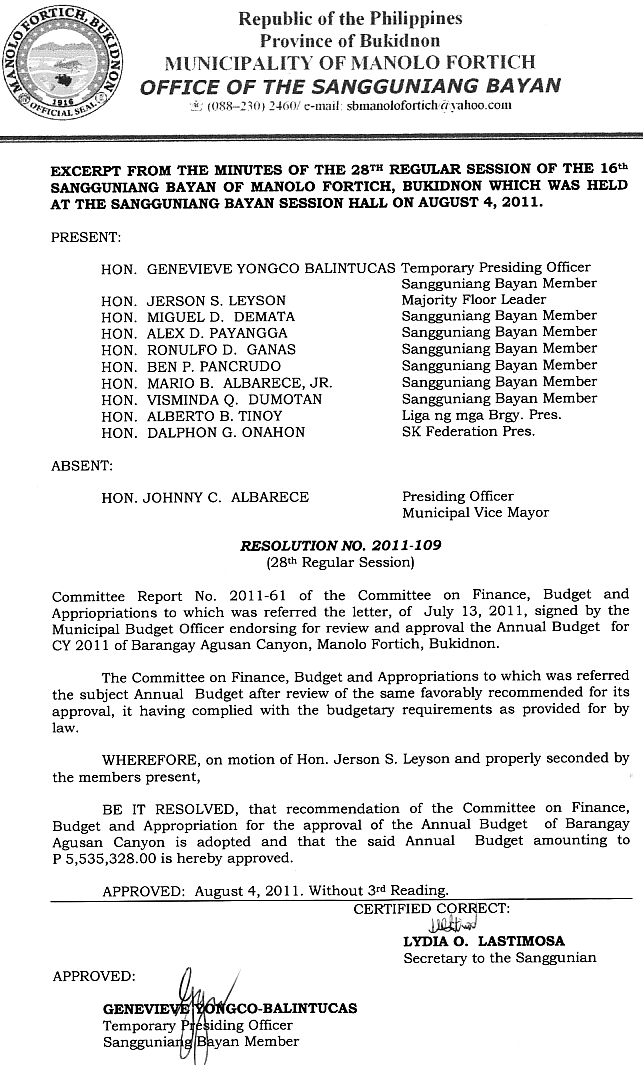 MANOLO FORTICH, BUKIDNON
1916
OFFICIAL SEAL
Republic of the Philippines
Province of Bukidnon
MUNICIPALITY OF MANOLO FORTICH
OFFICE OF THE SANGGUNIANG BAYAN
(088–230) 2460/ e-mail: sbmanolofortich@yahoo.com
EXCERPT FROM THE MINUTES OF THE 28TH REGULAR SESSION OF THE 16th
SANGGUNIANG BAYAN OF MANOLO FORTICH, BUKIDNON WHICH WAS HELD
AT THE SANGGUNIANG BAYAN SESSION HALL ON AUGUST 4, 2011.
PRESENT:
HON. GENEVIEVE YONGCO BALINTUCAS Temporary Presiding Officer
Sangguniang Bayan Member
HON. JERSON S. LEYSON Majority Floor Leader
HON. MIGUEL D. DEMATA Sangguniang Bayan Member
HON. ALEX D. PAYANGGA Sangguniang Bayan Member
HON. RONULFO D. GANAS Sangguniang Bayan Member
HON. BEN P. PANCRUDO Sangguniang Bayan Member
HON. MARIO B. ALBARECE, JR. Sangguniang Bayan Member
HON. VISMINDA Q. DUMOTAN Sangguniang Bayan Member
HON. ALBERTO B. TINOY Liga ng mga Brgy. Pres.
HON. DALPHON G. ONAHON SK Federation Pres.
ABSENT:
HON. JOHNNY C. ALBARECE Presiding Officer
Municipal Vice Mayor
RESOLUTION NO. 2011-109
(28th Regular Session)
Committee Report No. 2011-61 of the Committee on Finance, Budget and
Appriopriations to which was referred the letter, of July 13, 2011, signed by the
Municipal Budget Officer endorsing for review and approval the Annual Budget for
CY 2011 of Barangay Agusan Canyon, Manolo Fortich, Bukidnon.
The Committee on Finance, Budget and Appropriations to which was referred
the subject Annual Budget after review of the same favorably recommended for its
approval, it having complied with the budgetary requirements as provided for by
law.
WHEREFORE, on motion of Hon. Jerson S. Leyson and properly seconded by
the members present,
BE IT RESOLVED, that recommendation of the Committee on Finance,
Budget and Appropriation for the approval of the Annual Budget of Barangay
Agusan Canyon is adopted and that the said Annual Budget amounting to
P 5,535,328.00 is hereby approved.
APPROVED: August 4, 2011. Without 3rd Reading.
CERTIFIED CORRECT:
LYDIA O. LASTIMOSA
Secretary to the Sanggunian
APPROVED:
GENEVIEVE YONGCO-BALINTUCAS
Temporary Presiding Officer
Sangguniang Bayan Member